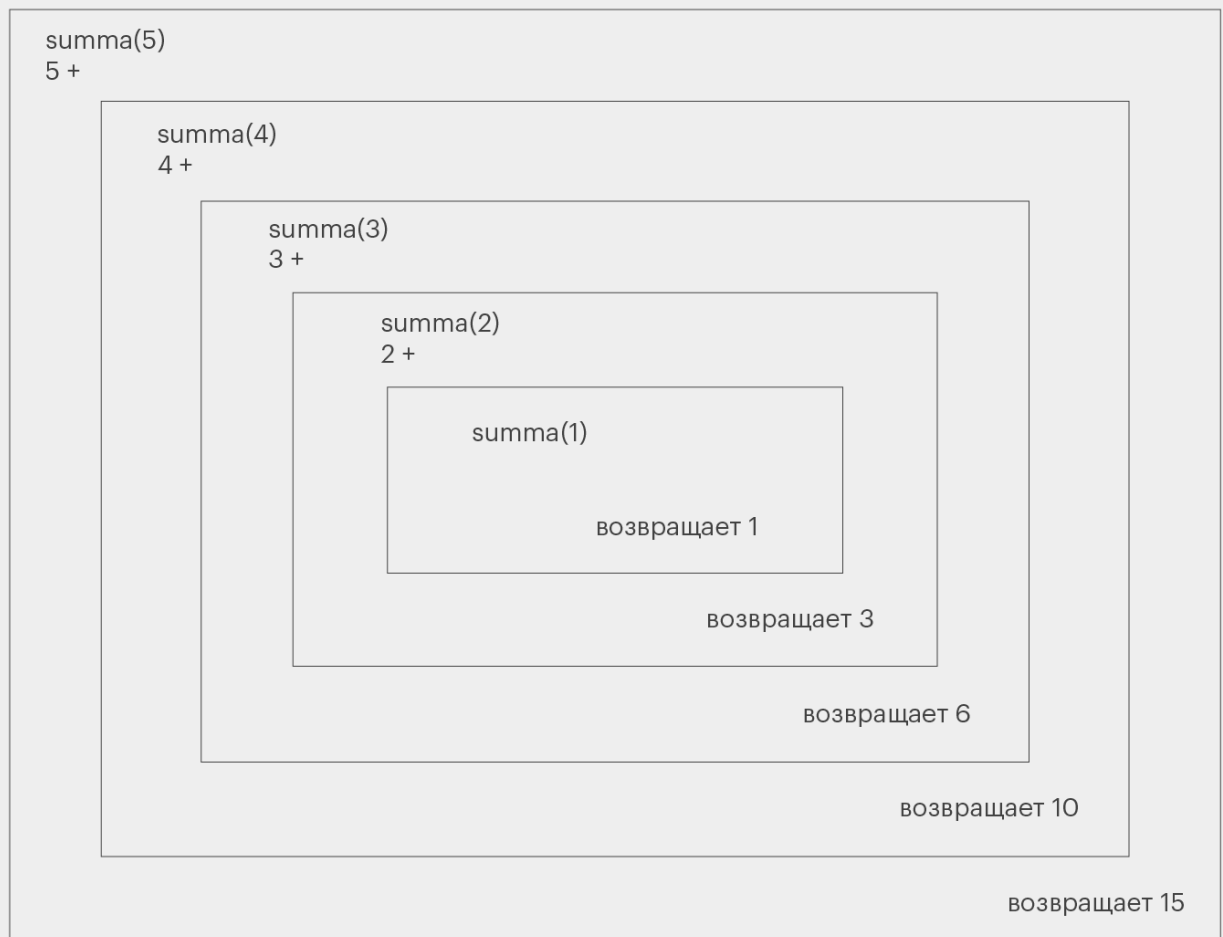 summa(5)
5 +
summa(4)
4 +
summa(3)
3 +
summa(2)
2 +
summa(1)
возвращает 1
возвращает 3
возвращает 6
возвращает 10
возвращает 15